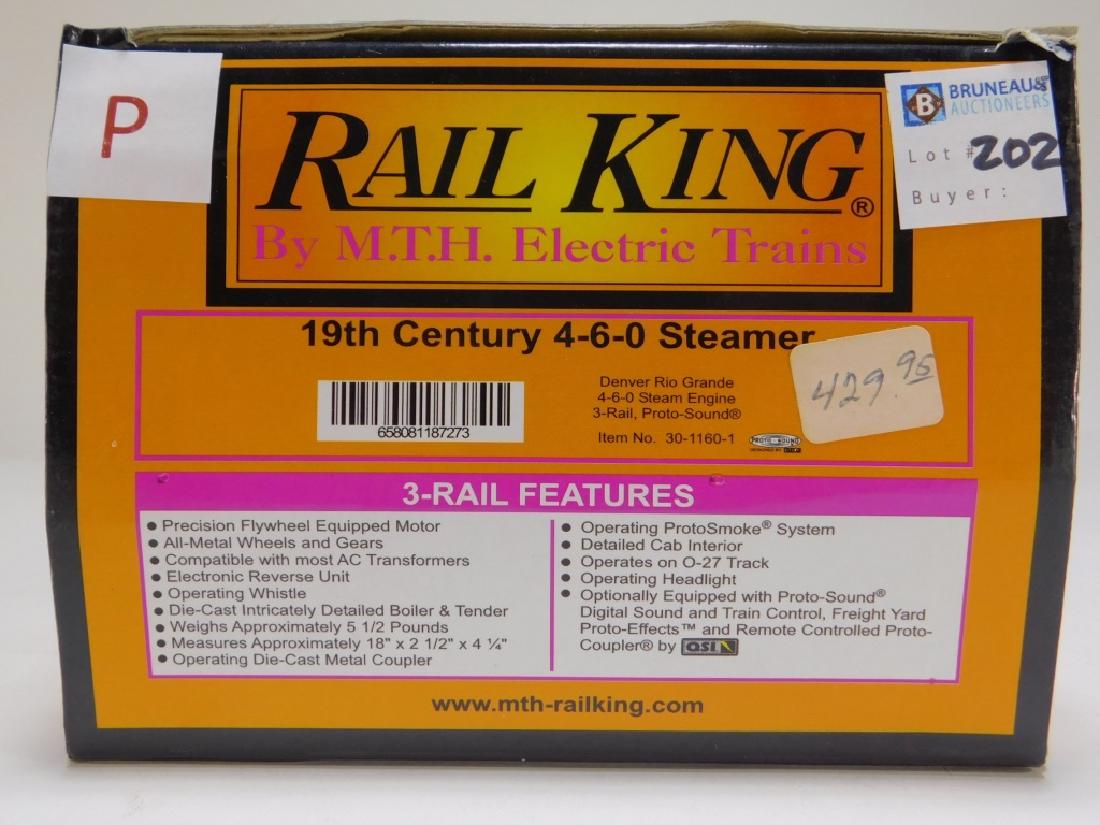 P
BRUNEAU &
AUCTIONEERS
Lot # 202
Buyer:
RAIL KING®
By M.T.H. Electric Trains
19th Century 4-6-0 Steamer
658081187273
Denver Rio Grande
4-6-0 Steam Engine
3-Rail, Proto-Sound®
Item No. 30-1160-1
PROTO SOUND
429.95
3-RAIL FEATURES
• Precision Flywheel Equipped Motor
• All-Metal Wheels and Gears
• Compatible with most AC Transformers
• Electronic Reverse Unit
• Operating Whistle
• Die-Cast Intricately Detailed Boiler & Tender
• Weighs Approximately 5 1/2 Pounds
• Measures Approximately 18" x 2 1/2" x 4 ¼"
• Operating Die-Cast Metal Coupler
• Operating ProtoSmoke® System
• Detailed Cab Interior
• Operates on O-27 Track
• Operating Headlight
• Optionally Equipped with Proto-Sound®
Digital Sound and Train Control, Freight Yard
Proto-Effects™ and Remote Controlled Proto-
Coupler® by QSI
www.mth-railking.com